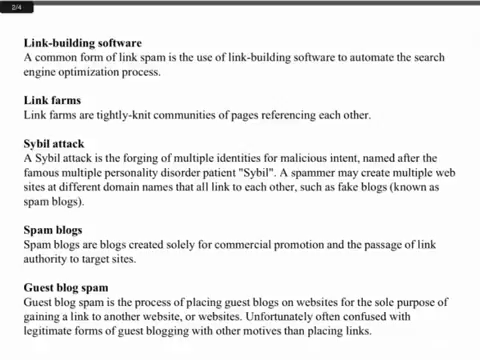 2/4
Link-building software
A common form of link spam is the use of link-building software to automate the search
engine optimization process.
Link farms
Link farms are tightly-knit communities of pages referencing each other.
Sybil attack
A Sybil attack is the forging of multiple identities for malicious intent, named after the
famous multiple personality disorder patient "Sybil". A spammer may create multiple web
sites at different domain names that all link to each other, such as fake blogs (known as
spam blogs).
Spam blogs
Spam blogs are blogs created solely for commercial promotion and the passage of link
authority to target sites.
Guest blog spam
Guest blog spam is the process of placing guest blogs on websites for the sole purpose of
gaining a link to another website, or websites. Unfortunately often confused with
legitimate forms of guest blogging with other motives than placing links.